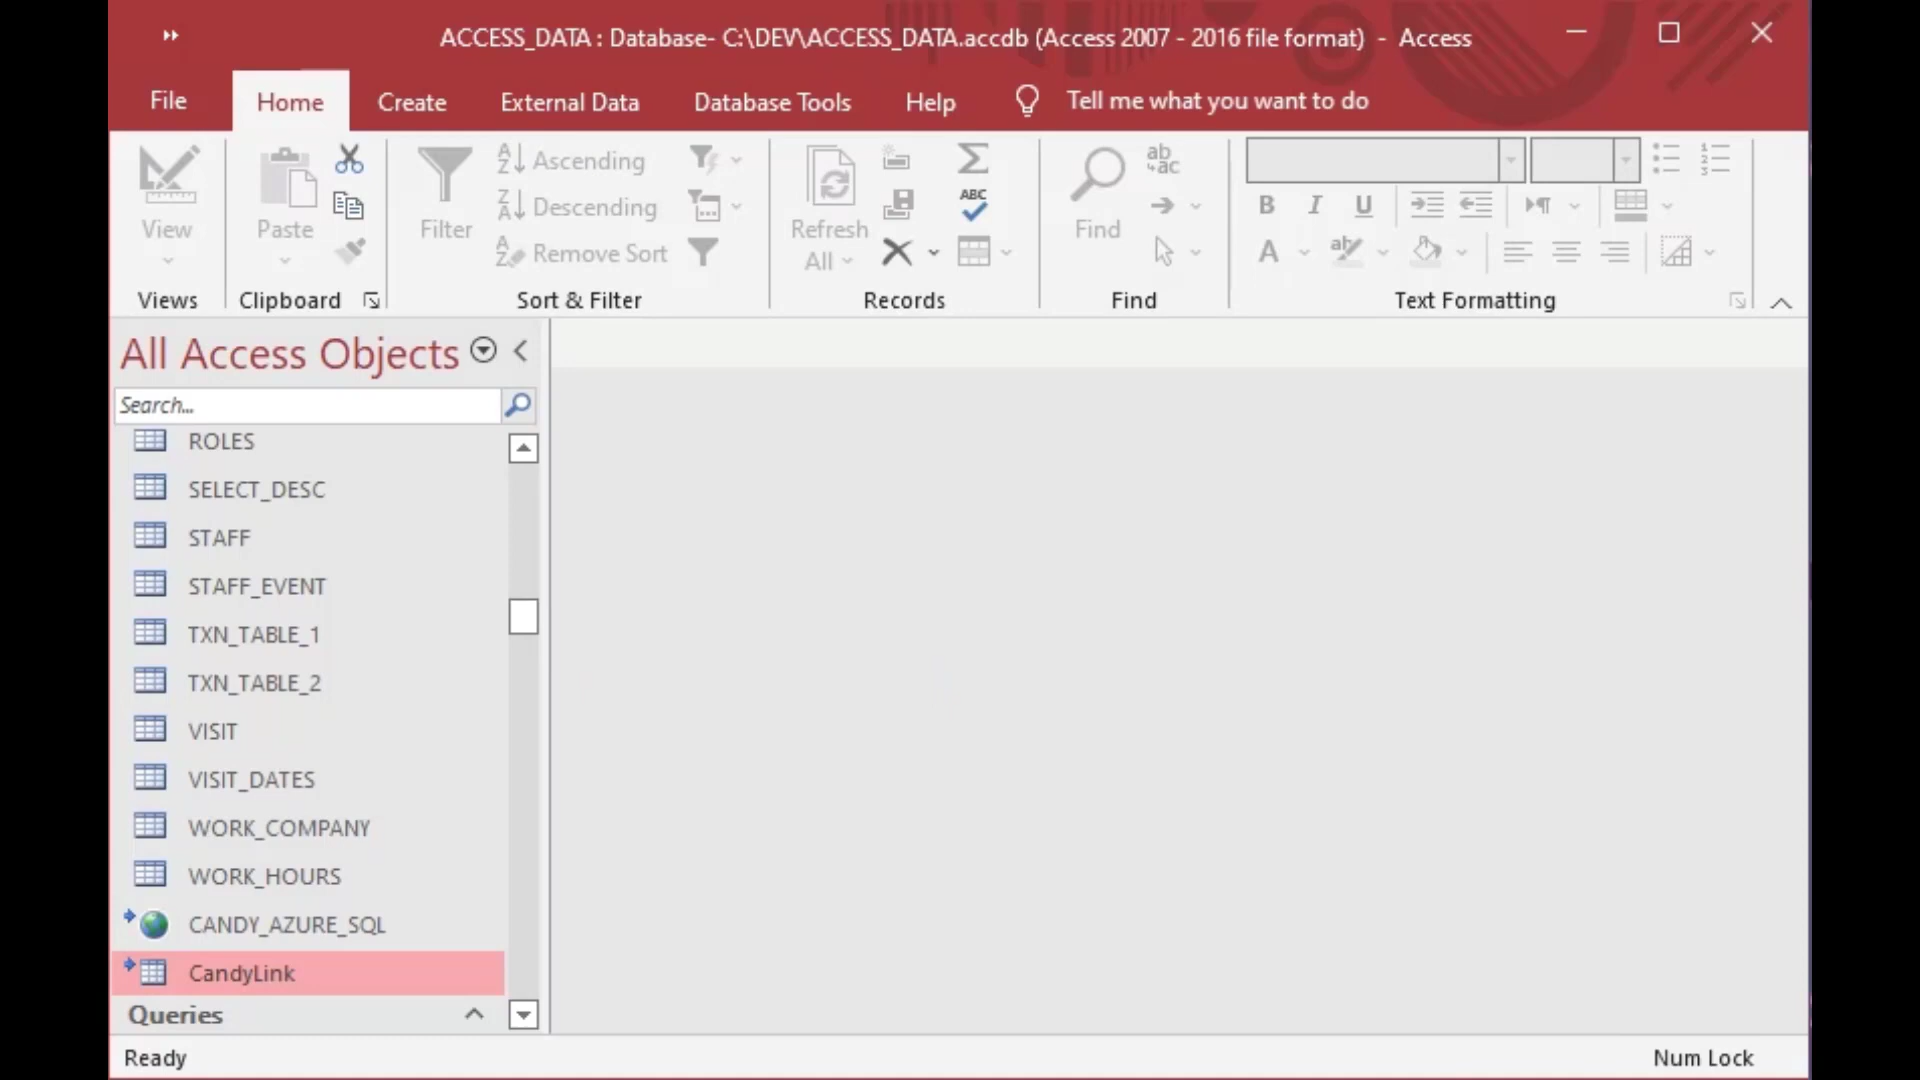 ACCESS_DATA : Database- C:\DEV\ACCESS_DATA.accdb (Access 2007 - 2016 file format) - Access
File Home Create External Data Database Tools Help Tell me what you want to do
View
Paste
Filter
Ascending
Descending
Remove Sort
Refresh
All
ABC
Find
ab
ac
B I U
A
Views Clipboard Sort & Filter Records Find Text Formatting
All Access Objects
Search...
ROLES
SELECT_DESC
STAFF
STAFF_EVENT
TXN_TABLE_1
TXN_TABLE_2
VISIT
VISIT_DATES
WORK_COMPANY
WORK_HOURS
CANDY_AZURE_SQL
CandyLink
Queries
Ready Num Lock